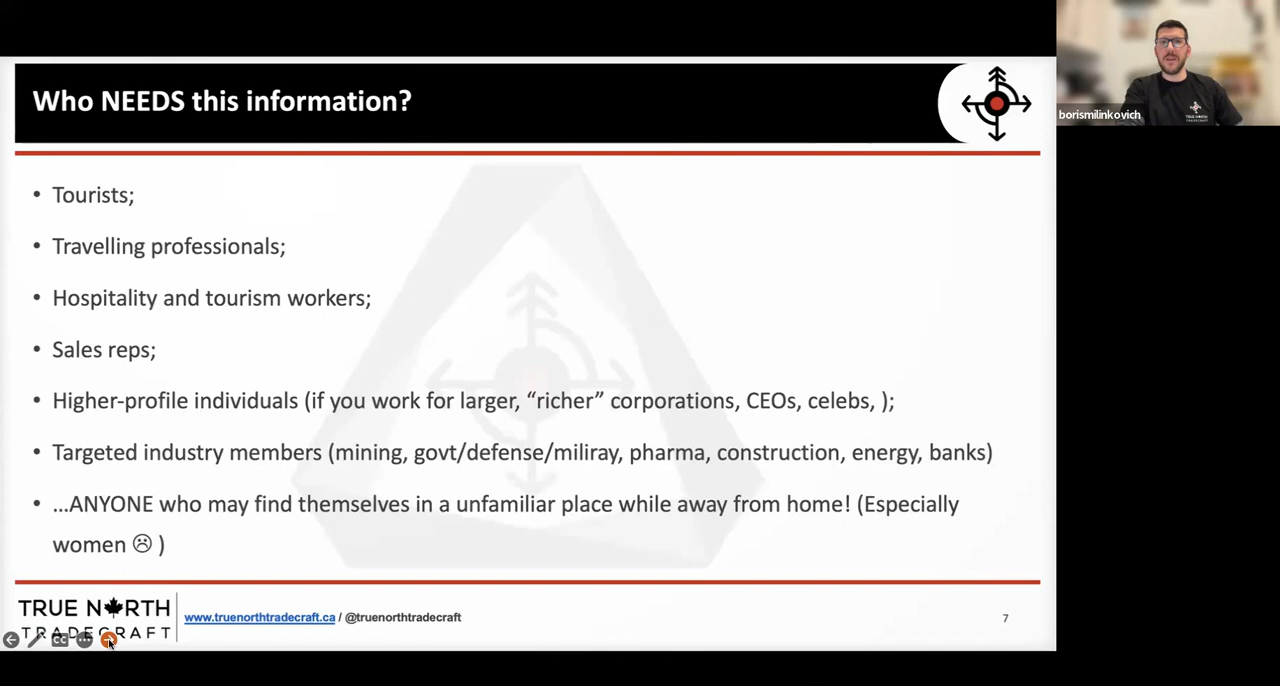 Who NEEDS this information?
borismilinkovich
• Tourists;
• Travelling professionals;
• Hospitality and tourism workers;
• Sales reps;
• Higher-profile individuals (if you work for larger, “richer” corporations, CEOs, celebs, );
• Targeted industry members (mining, govt/defense/miliray, pharma, construction, energy, banks)
• …ANYONE who may find themselves in a unfamiliar place while away from home! (Especially
women ☹ )
TRUE NORTH
TRADECRAFT
www.truenorthtradecraft.ca / @truenorthtradecraft
7
CC